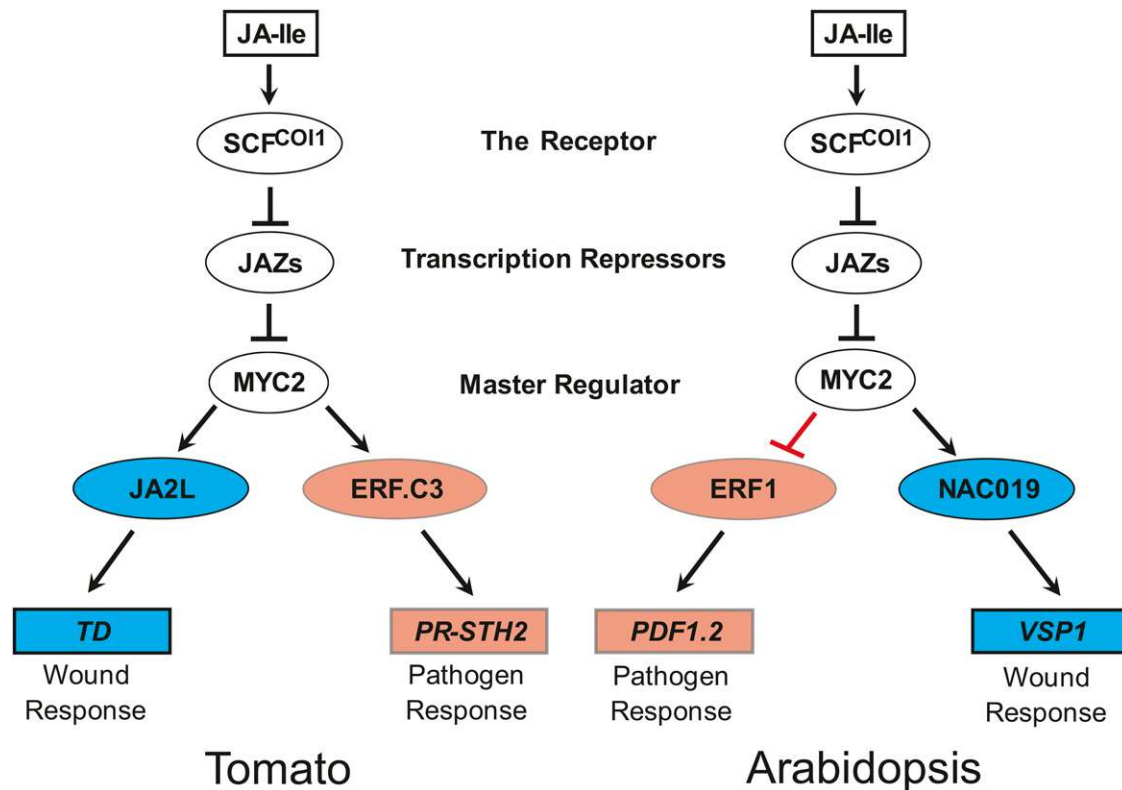 JA-Ile
JA-Ile
SCFCOI1
The Receptor
SCFCOI1
JAZs
Transcription Repressors
JAZs
MYC2
Master Regulator
MYC2
JA2L
ERF.C3
ERF1
NAC019
TD
PR-STH2
PDF1.2
VSP1
Wound
Response
Pathogen
Response
Pathogen
Response
Wound
Response
Tomato
Arabidopsis